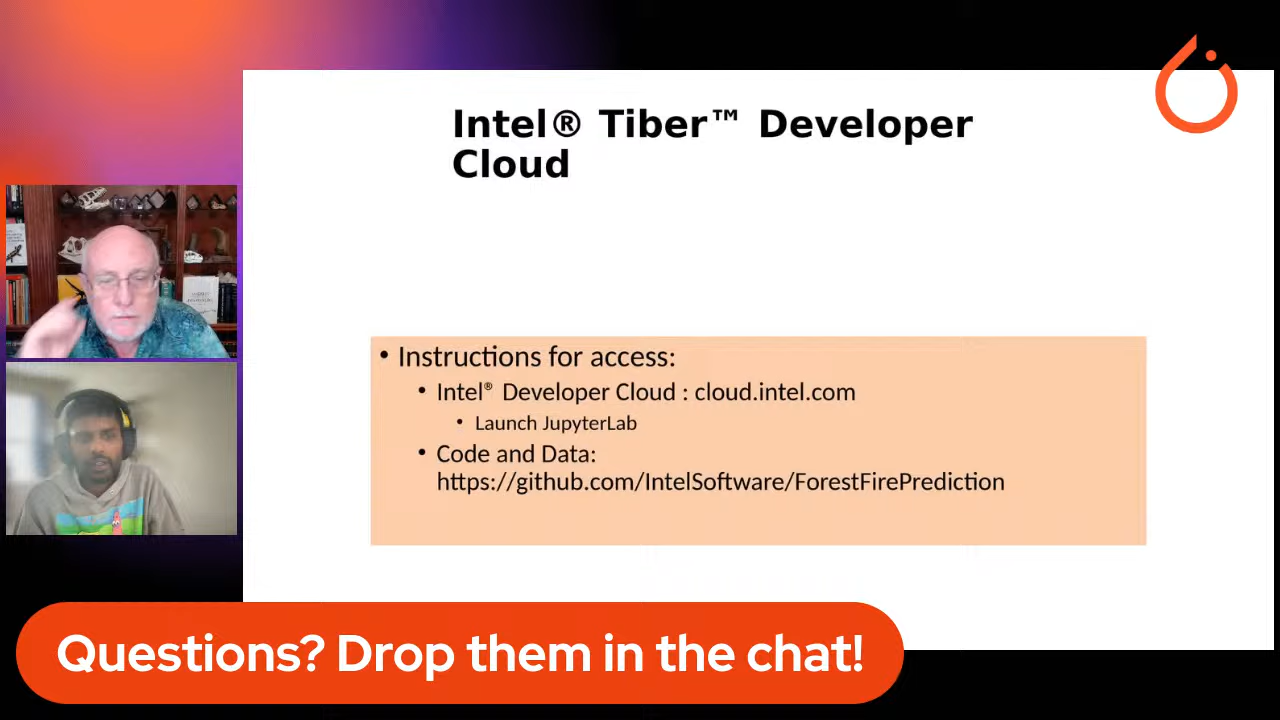 Intel® Tiber™ Developer
Cloud
• Instructions for access:
• Intel® Developer Cloud : cloud.intel.com
• Launch JupyterLab
• Code and Data:
https://github.com/IntelSoftware/ForestFirePrediction
Questions? Drop them in the chat!